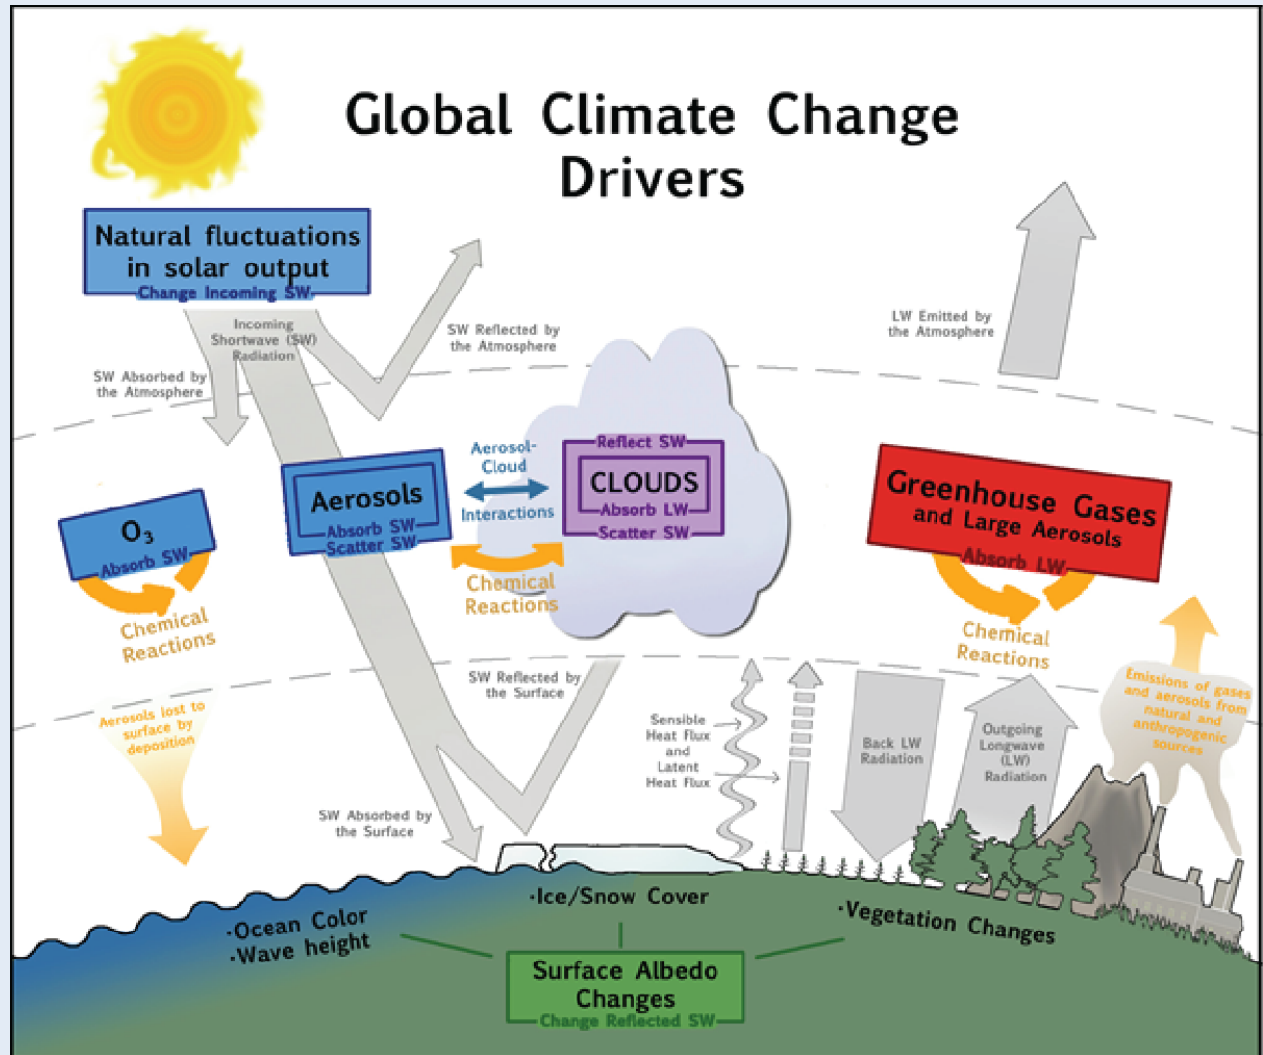 Global Climate Change
Drivers
Natural fluctuations
in solar output
Change Incoming SW
Incoming
Shortwave (SW)
Radiation
SW Reflected by
the Atmosphere
LW Emitted by
the Atmosphere
SW Absorbed by
the Atmosphere
O3
Absorb SW
Chemical
Reactions
Aerosols
Absorb SW
Scatter SW
Aerosol-
Cloud
Interactions
Chemical
Reactions
Reflect SW
CLOUDS
Absorb LW
Scatter SW
Greenhouse Gases
and Large Aerosols
Absorb LW
Chemical
Reactions
Aerosols lost to
surface by
deposition
SW Reflected by
the Surface
SW Absorbed by
the Surface
Sensible
Heat Flux
and
Latent
Heat Flux
Back LW
Radiation
Outgoing
Longwave
(LW)
Radiation
Emissions of gases
and aerosols from
natural and
anthropogenic
sources
·Ocean Color
·Wave height
·Ice/Snow Cover
·Vegetation Changes
Surface Albedo
Changes
Change Reflected SW